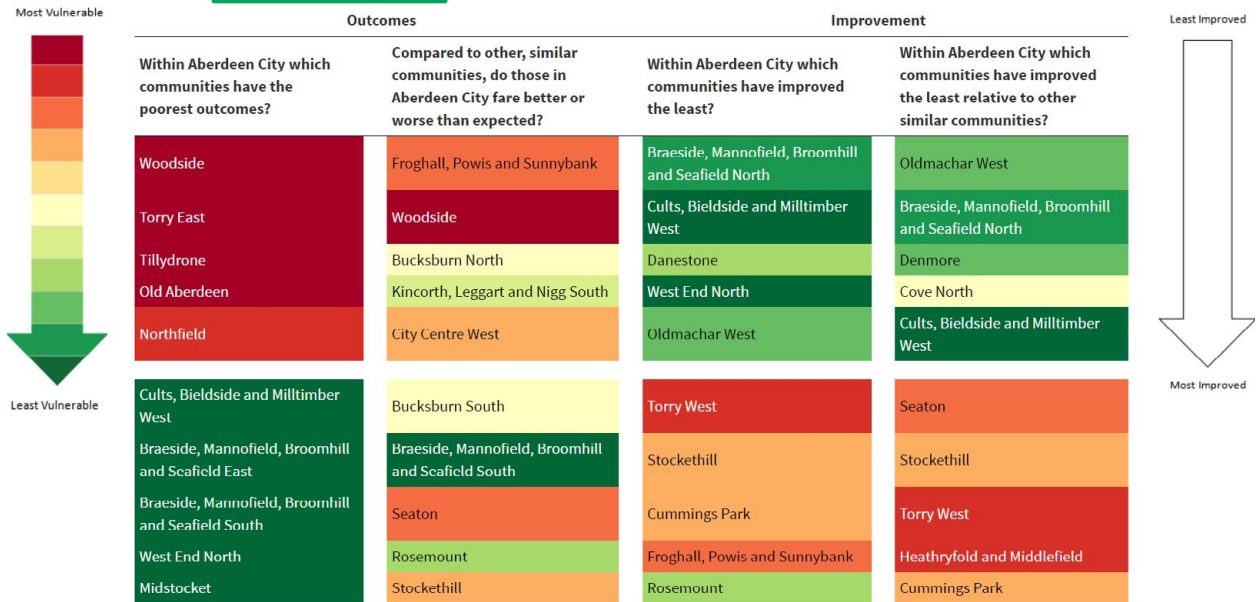 Most Vulnerable
Least Vulnerable
Outcomes
Improvement
Least Improved
Most Improved
Within Aberdeen City which
communities have the
poorest outcomes?
Compared to other, similar
communities, do those in
Aberdeen City fare better or
worse than expected?
Within Aberdeen City which
communities have improved
the least?
Within Aberdeen City which
communities have improved
the least relative to other
similar communities?
Woodside
Froghall, Powis and Sunnybank
Braeside, Mannofield, Broomhill
and Seafield North
Oldmachar West
Torry East
Woodside
Cults, Bieldside and Milltimber
West
Braeside, Mannofield, Broomhill
and Seafield North
Tillydrone
Bucksburn North
Danestone
Denmore
Old Aberdeen
Kincorth, Leggart and Nigg South
West End North
Cove North
Northfield
City Centre West
Oldmachar West
Cults, Bieldside and Milltimber
West
Cults, Bieldside and Milltimber
West
Bucksburn South
Torry West
Seaton
Braeside, Mannofield, Broomhill
and Seafield East
Braeside, Mannofield, Broomhill
and Seafield South
Stockethill
Stockethill
Braeside, Mannofield, Broomhill
and Seafield South
Seaton
Cummings Park
Torry West
West End North
Rosemount
Froghall, Powis and Sunnybank
Heathryfold and Middlefield
Midstocket
Stockethill
Rosemount
Cummings Park